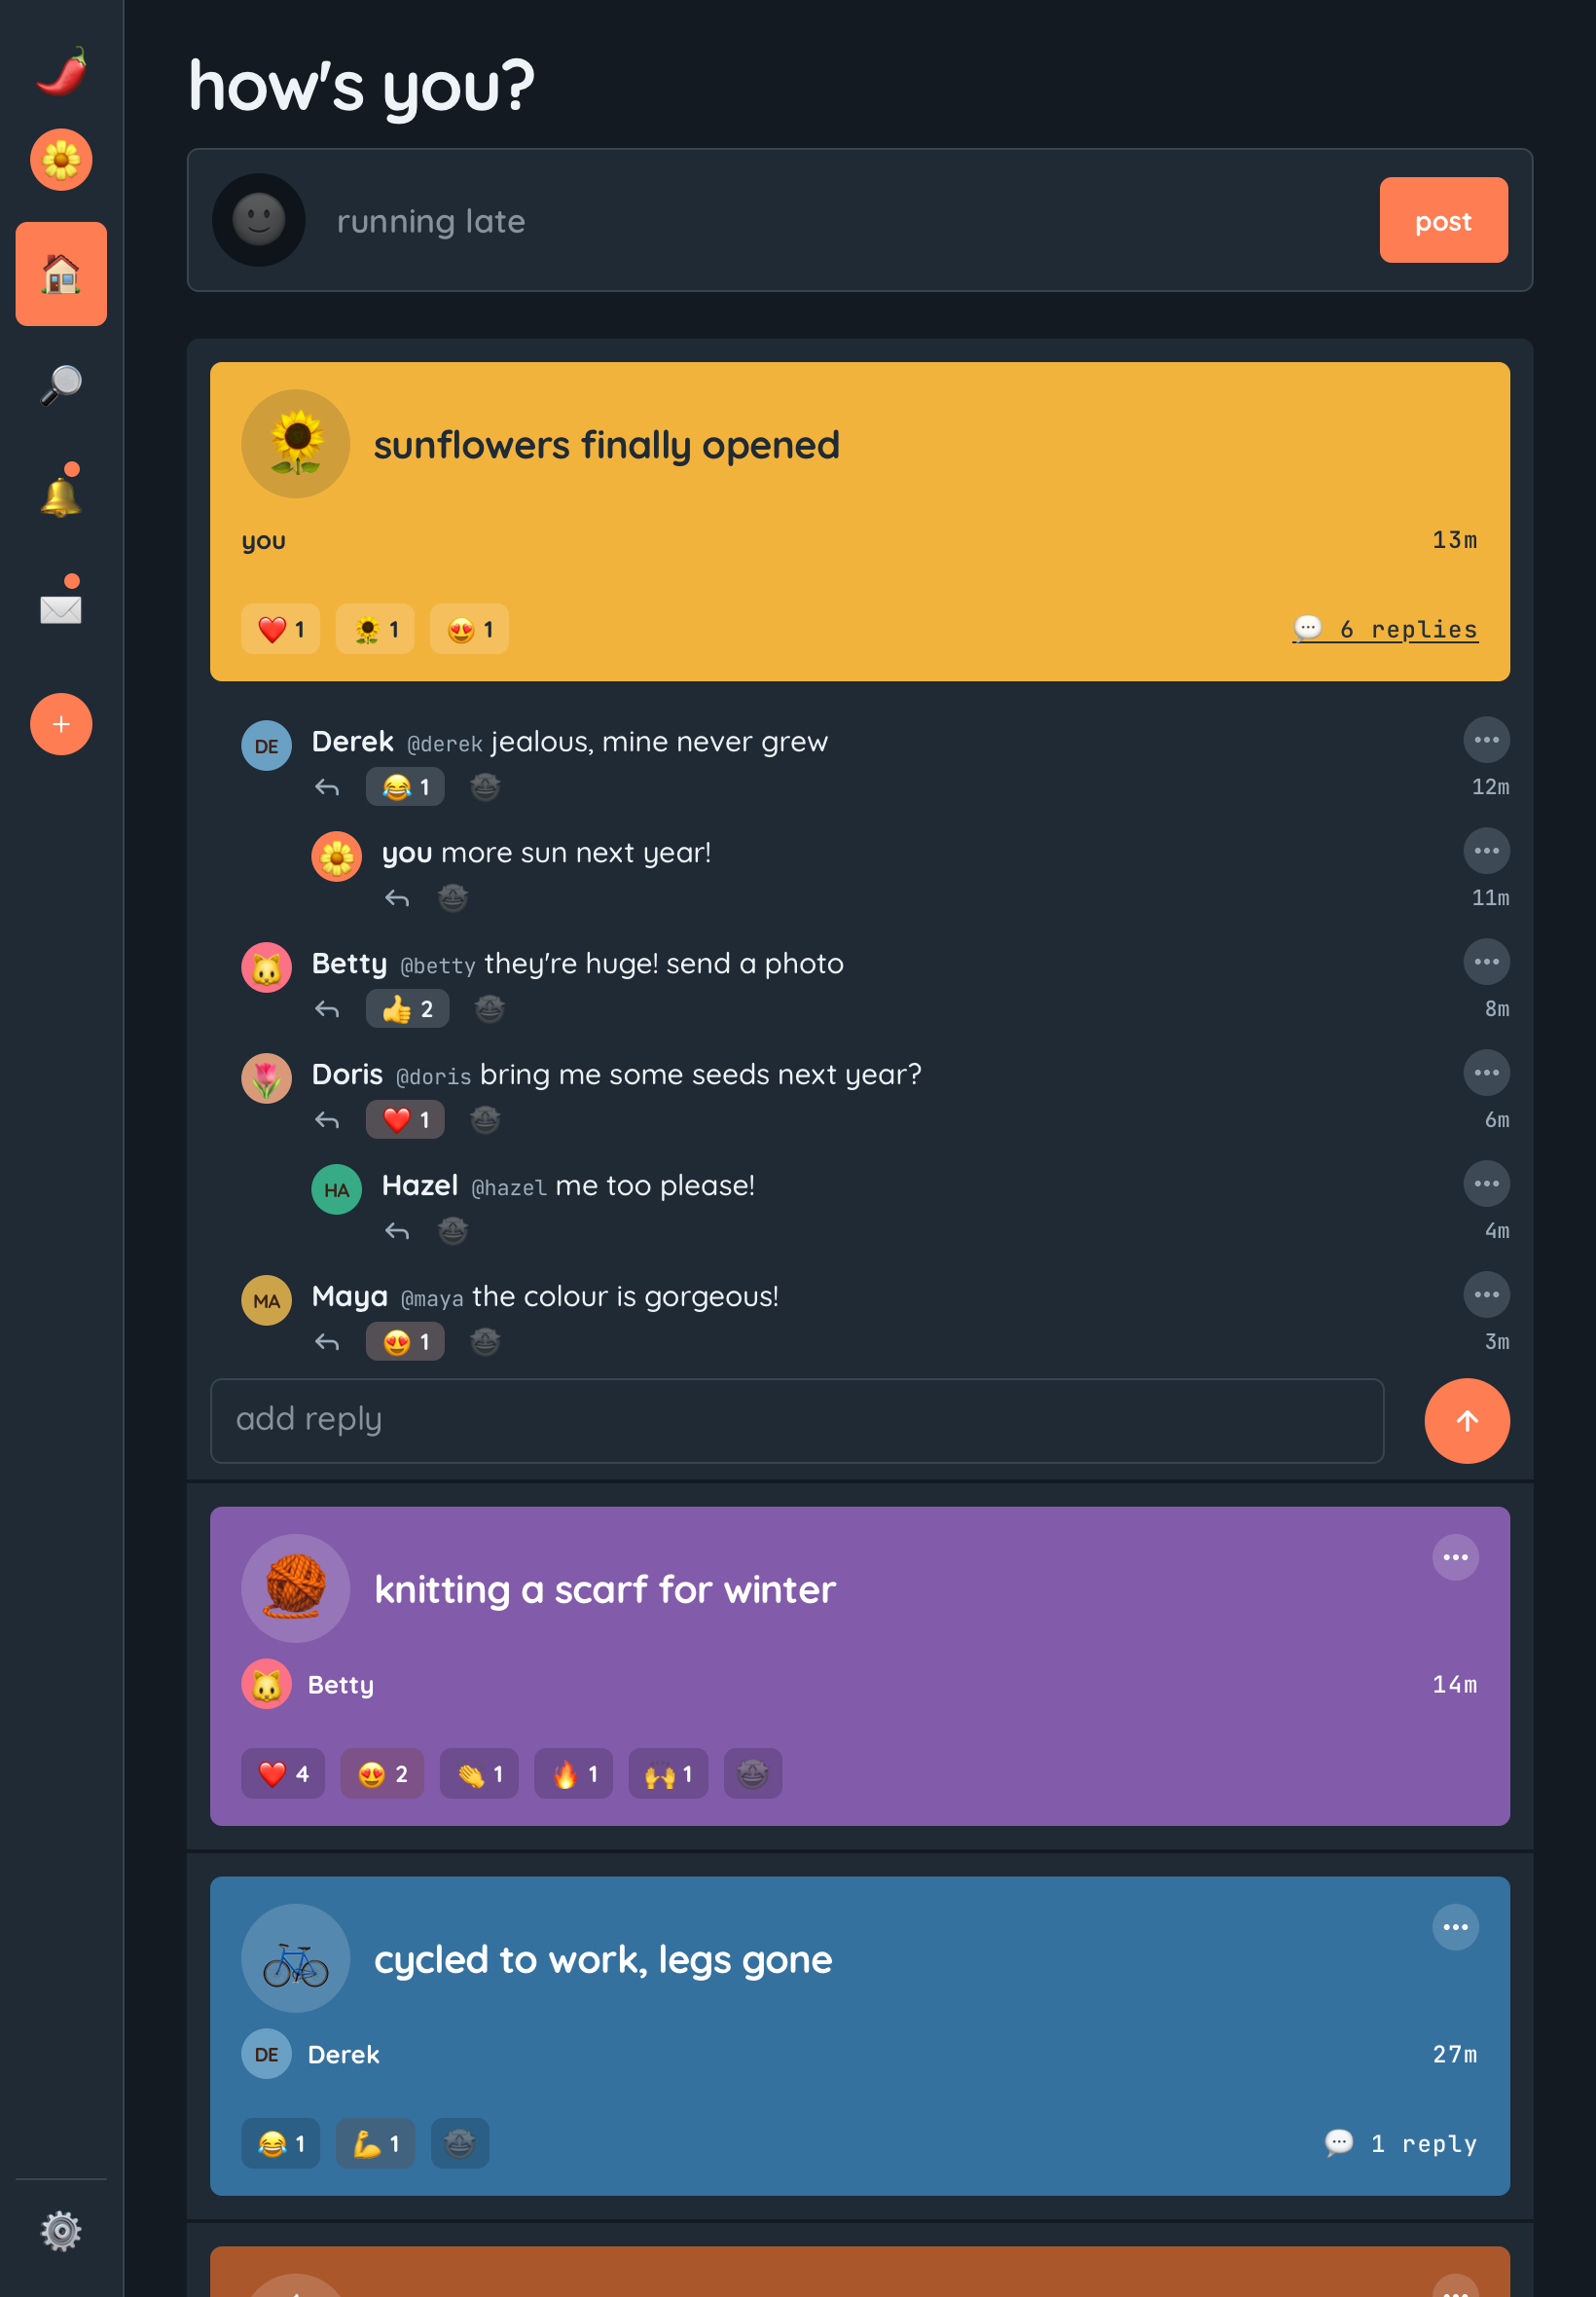 how's you?
running late
post
sunflowers finally opened
you 13m
1 1 1 6 replies
DE Derek @derek jealous, mine never grew
1 12m
you more sun next year!
11m
Betty @betty they're huge! send a photo
2 8m
Doris @doris bring me some seeds next year?
1 6m
HA Hazel @hazel me too please!
4m
MA Maya @maya the colour is gorgeous!
1 3m
add reply
knitting a scarf for winter
Betty 14m
4 2 1 1 1
cycled to work, legs gone
DE Derek 27m
1 1 1 reply